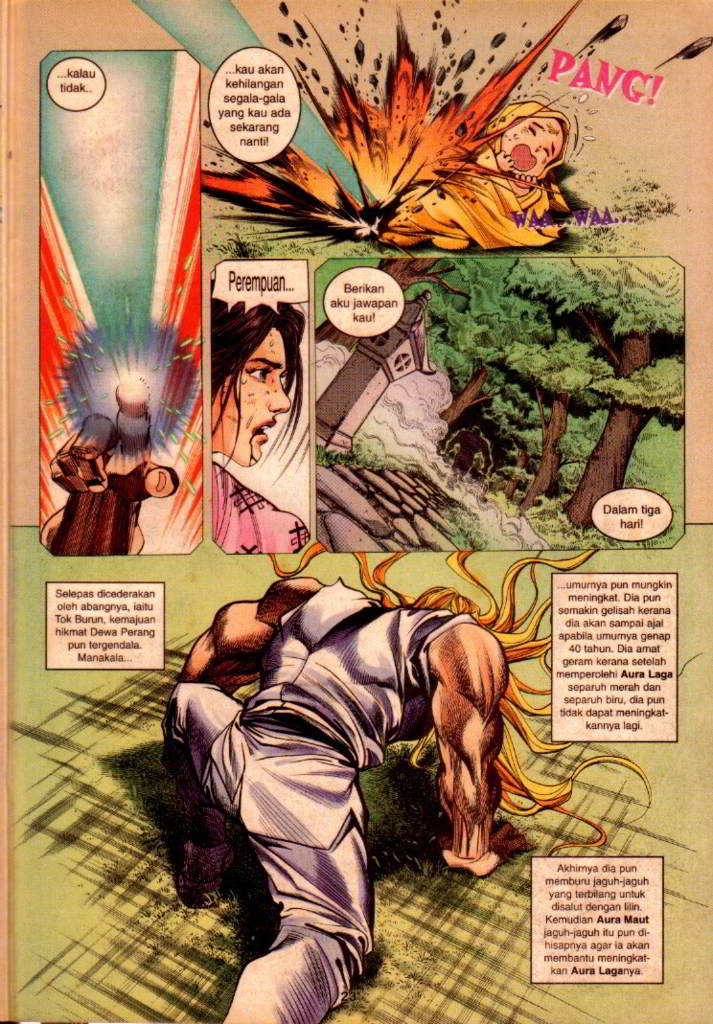 ...kalau
tidak..
...kau akan
kehilangan
segala-gala
yang kau ada
sekarang
nanti!
PANG!
WAA...WAA...
Perempuan...
Berikan
aku jawapan
kau!
Dalam tiga
hari!
Selepas dicederakan
oleh abangnya, iaitu
Tok Burun, kemajuan
hikmat Dewa Perang
pun tergendala.
Manakala...
...umurnya pun mungkin
meningkat. Dia pun
semakin gelisah kerana
dia akan sampai ajal
apabila umurnya genap
40 tahun. Dia amat
geram kerana setelah
memperolehi Aura Laga
separuh merah dan
separuh biru, dia pun
tidak dapat meningkat-
kannya lagi.
Akhirnya dia pun
memburu jaguh-jaguh
yang terbilang untuk
disalut dengan lilin.
Kemudian Aura Maut
jaguh-jaguh itu pun di-
hisapnya agar ia akan
membantu meningkat-
kan Aura Laganya.
23